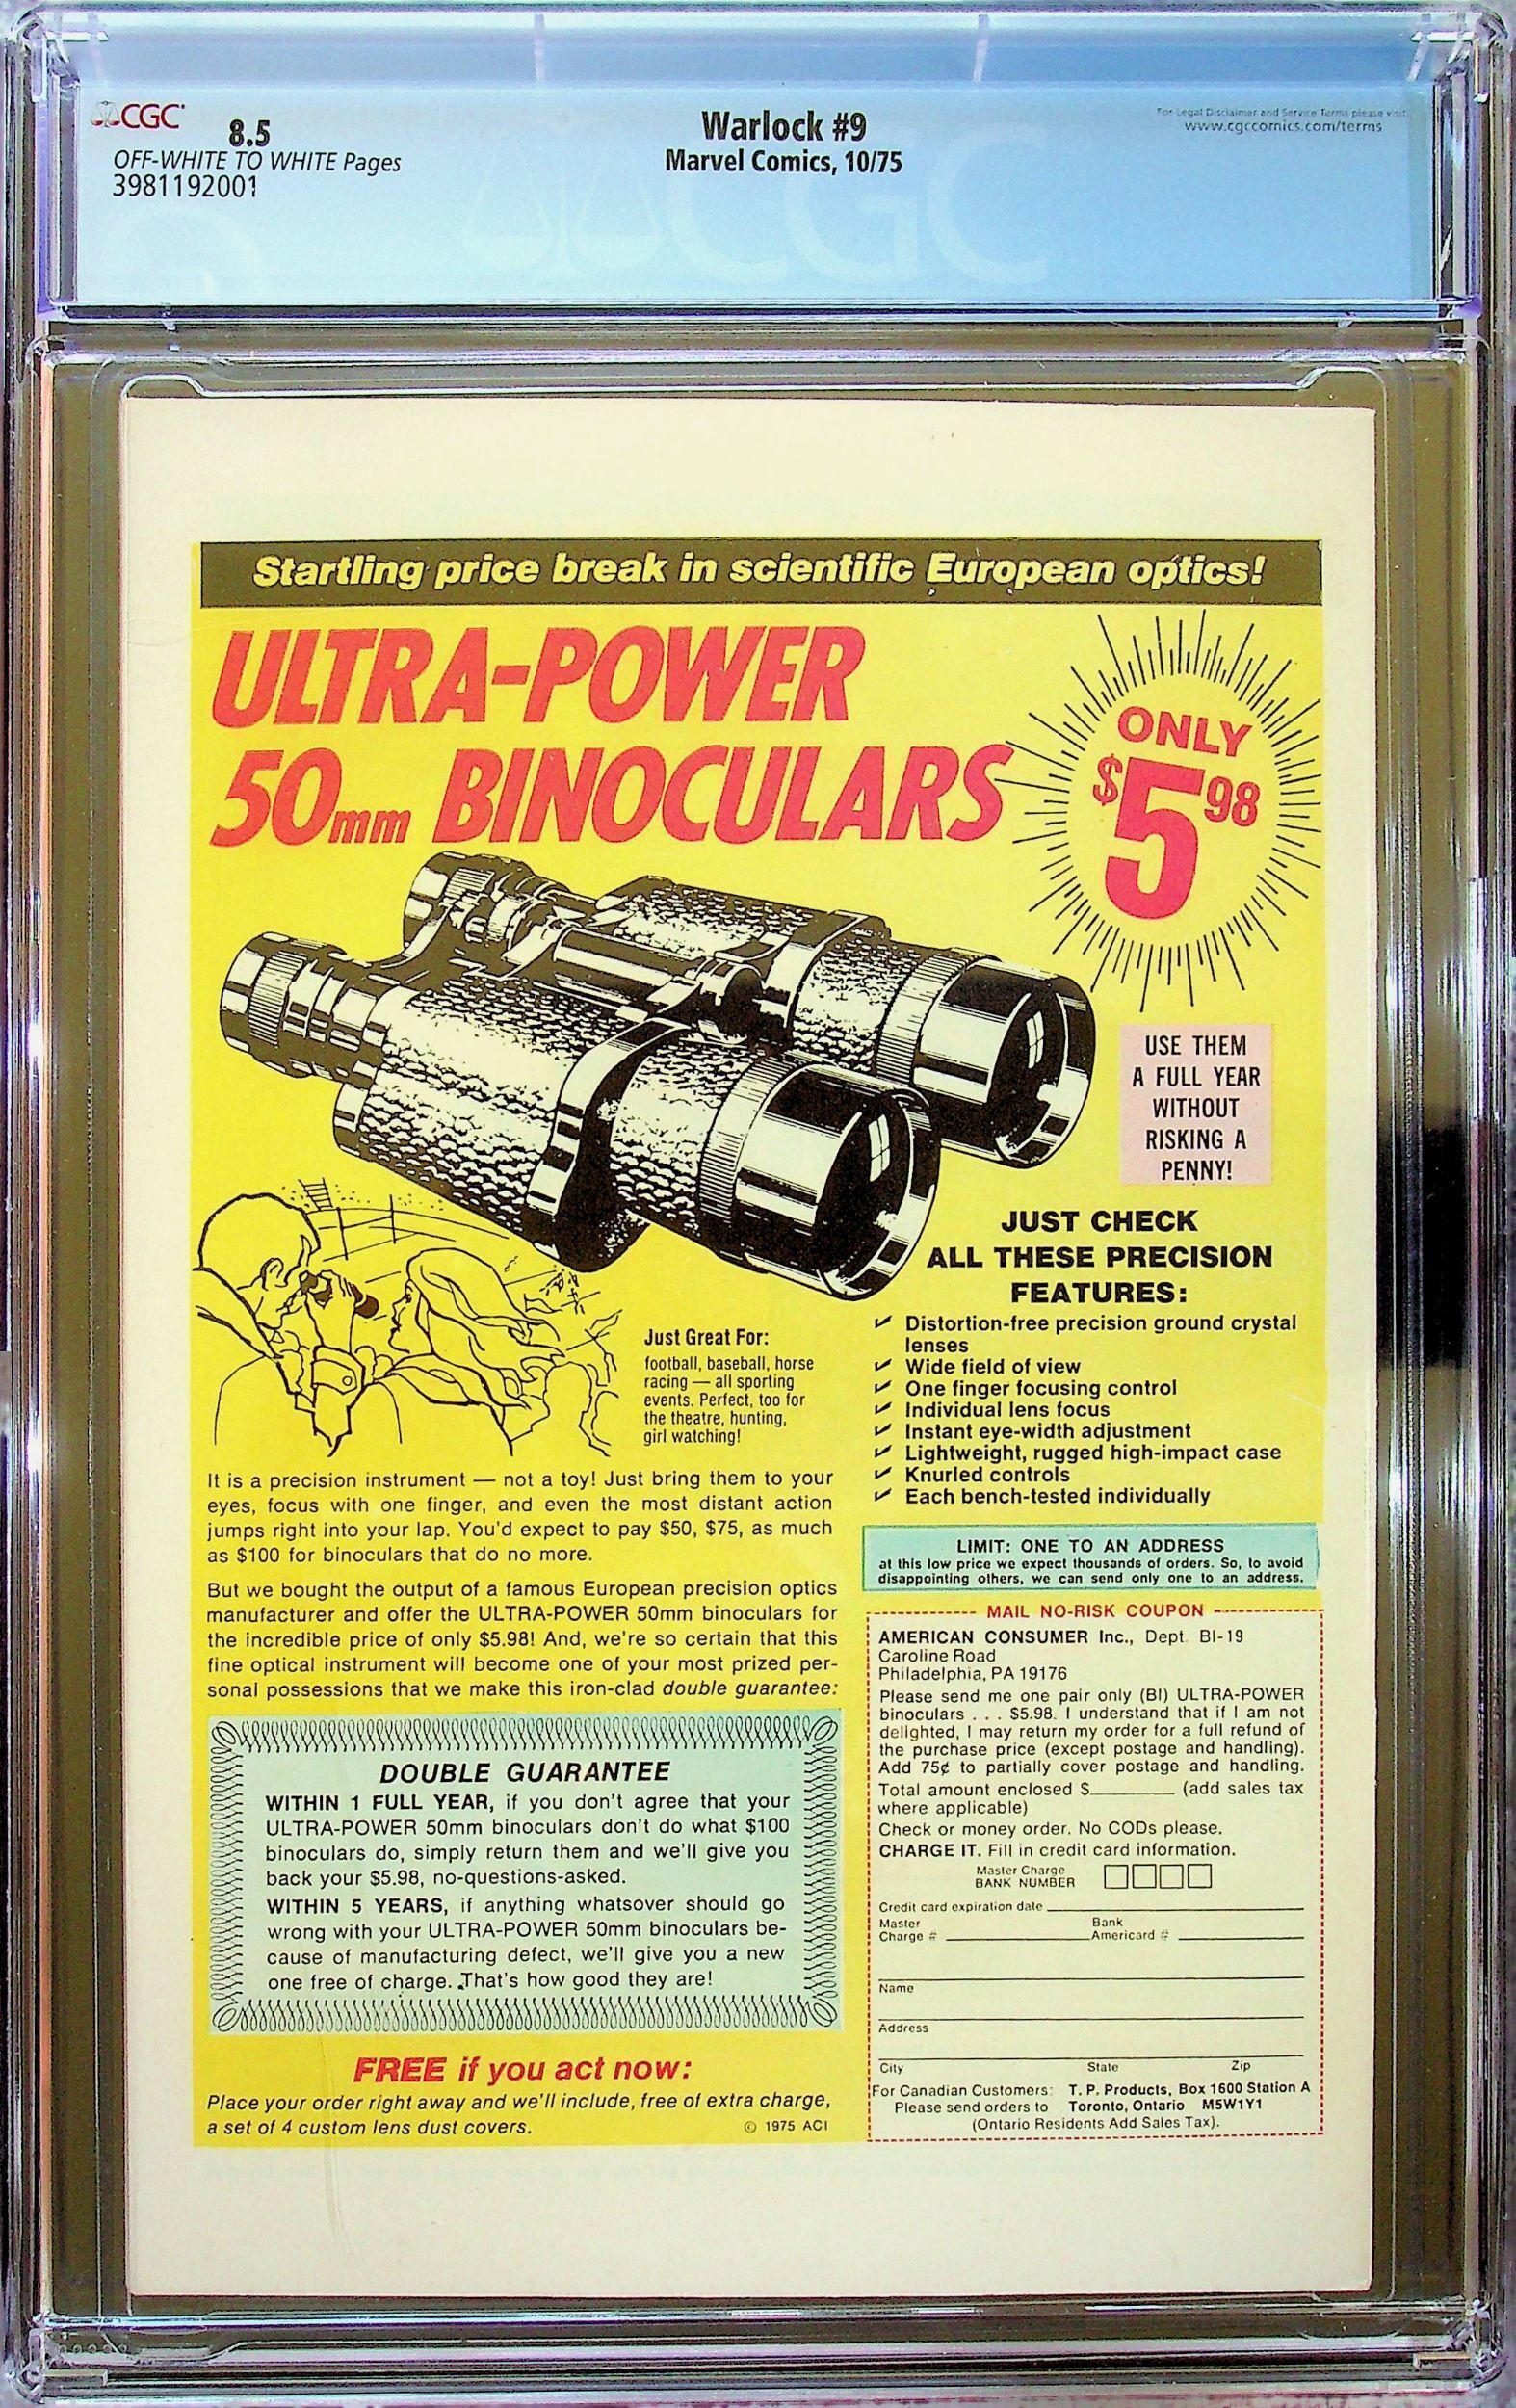 CGC
8.5
OFF-WHITE TO WHITE Pages
3981192001
Warlock #9
Marvel Comics, 10/75
For Legal Disclaimer and Service Terms please visit
www.cgccomics.com/terms
CGC
Startling price break in scientific European optics!
ULTRA-POWER
50mm BINOCULARS
ONLY
$5 98
USE THEM
A FULL YEAR
WITHOUT
RISKING A
PENNY!
JUST CHECK
ALL THESE PRECISION
FEATURES:
✔ Distortion-free precision ground crystal
lenses
✔ Wide field of view
✔ One finger focusing control
✔ Individual lens focus
✔ Instant eye-width adjustment
✔ Lightweight, rugged high-impact case
✔ Knurled controls
✔ Each bench-tested individually
Just Great For:
football, baseball, horse
racing — all sporting
events. Perfect, too for
the theatre, hunting,
girl watching!
It is a precision instrument — not a toy! Just bring them to your
eyes, focus with one finger, and even the most distant action
jumps right into your lap. You'd expect to pay $50, $75, as much
as $100 for binoculars that do no more.
But we bought the output of a famous European precision optics
manufacturer and offer the ULTRA-POWER 50mm binoculars for
the incredible price of only $5.98! And, we're so certain that this
fine optical instrument will become one of your most prized per-
sonal possessions that we make this iron-clad double guarantee:
DOUBLE GUARANTEE
WITHIN 1 FULL YEAR, if you don't agree that your
ULTRA-POWER 50mm binoculars don't do what $100
binoculars do, simply return them and we'll give you
back your $5.98, no-questions-asked.
WITHIN 5 YEARS, if anything whatsover should go
wrong with your ULTRA-POWER 50mm binoculars be-
cause of manufacturing defect, we'll give you a new
one free of charge. That's how good they are!
FREE if you act now:
Place your order right away and we'll include, free of extra charge,
a set of 4 custom lens dust covers.
© 1975 ACI
LIMIT: ONE TO AN ADDRESS
at this low price we expect thousands of orders. So, to avoid
disappointing others, we can send only one to an address.
MAIL NO-RISK COUPON
AMERICAN CONSUMER Inc., Dept. BI-19
Caroline Road
Philadelphia, PA 19176
Please send me one pair only (BI) ULTRA-POWER
binoculars . . . $5.98. I understand that if I am not
delighted, I may return my order for a full refund of
the purchase price (except postage and handling).
Add 75¢ to partially cover postage and handling.
Total amount enclosed $________ (add sales tax
where applicable)
Check or money order. No CODs please.
CHARGE IT. Fill in credit card information.
Master Charge
BANK NUMBER
Credit card expiration date
Master
Charge #
Bank
Americard #
Name
Address
City State Zip
For Canadian Customers: T. P. Products, Box 1600 Station A
Please send orders to Toronto, Ontario M5W1Y1
(Ontario Residents Add Sales Tax).